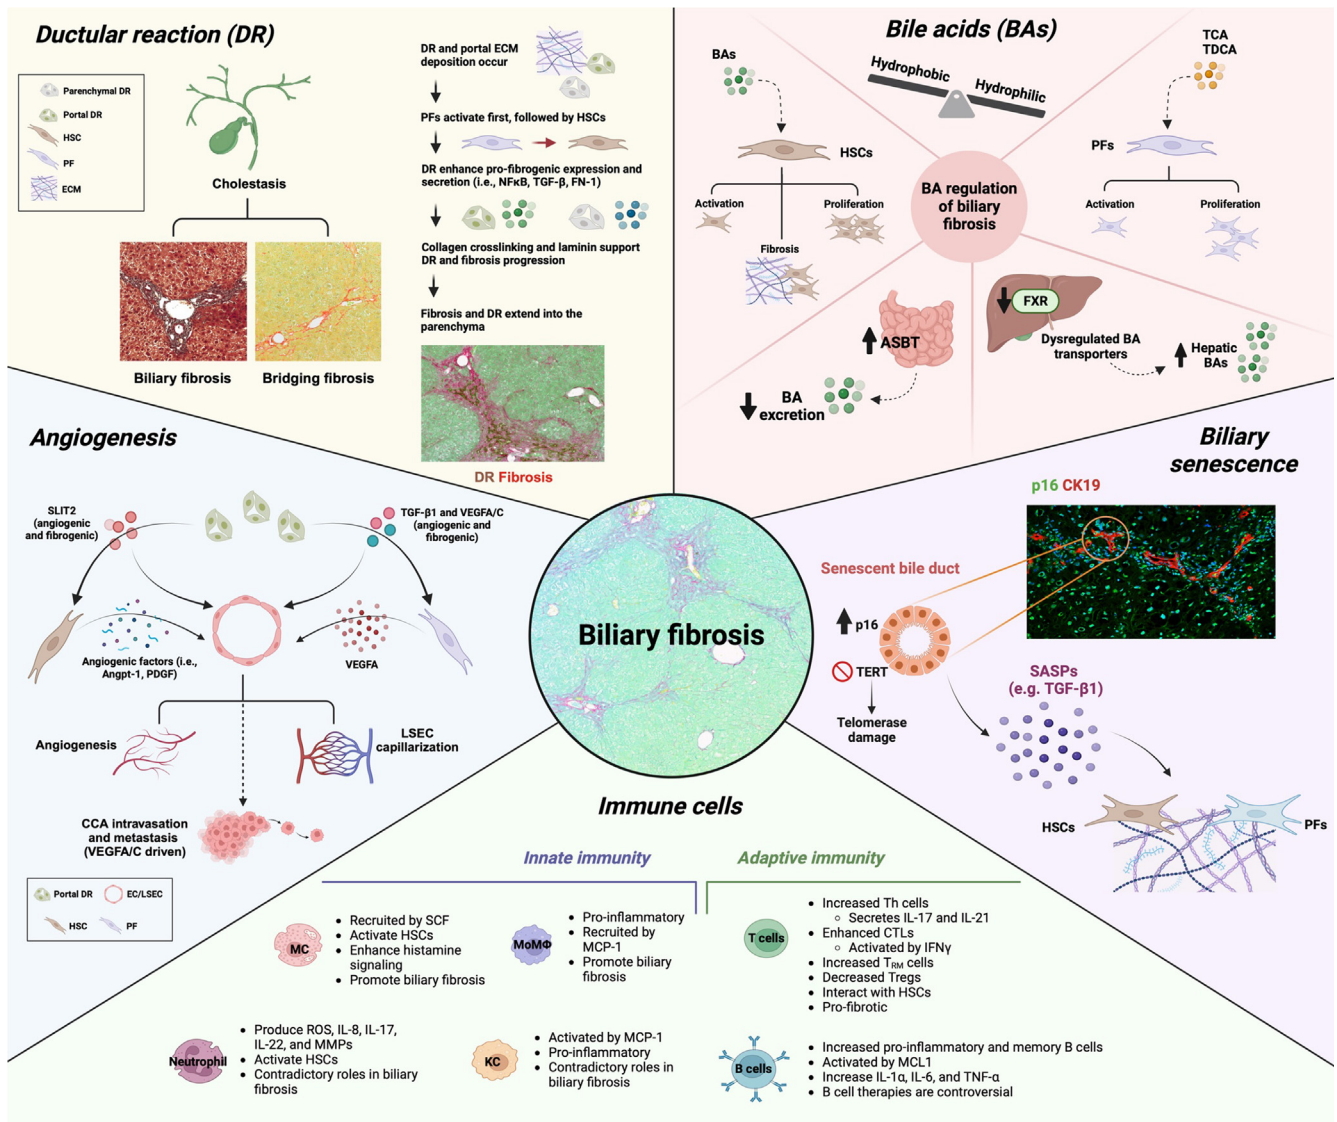 Ductular reaction (DR)
Parenchymal DR
Portal DR
HSC
PF
ECM
Cholestasis
Biliary fibrosis
Bridging fibrosis
DR and portal ECM
deposition occur
PFs activate first, followed by HSCs
DR enhance pro-fibrogenic expression and
secretion (i.e., NFκB, TGF-β, FN-1)
Collagen crosslinking and laminin support
DR and fibrosis progression
Fibrosis and DR extend into the
parenchyma
DR Fibrosis
Bile acids (BAs)
BAs
Hydrophobic
Hydrophilic
TCA
TDCA
HSCs
PFs
Activation
Proliferation
Fibrosis
BA regulation
of biliary
fibrosis
Activation
Proliferation
ASBT
BA
excretion
FXR
Dysregulated BA
transporters
Hepatic
BAs
Angiogenesis
SLIT2
(angiogenic
and fibrogenic)
TGF-β1 and VEGFA/C
(angiogenic and
fibrogenic)
Angiogenic factors (i.e.,
Angpt-1, PDGF)
VEGFA
Angiogenesis
LSEC
capillarization
CCA intravasation
and metastasis
(VEGFA/C driven)
Portal DR
EC/LSEC
HSC
PF
Biliary fibrosis
Biliary
senescence
p16 CK19
Senescent bile duct
p16
TERT
Telomerase
damage
SASPs
(e.g. TGF-β1)
HSCs
PFs
Immune cells
Innate immunity
Adaptive immunity
MC
• Recruited by SCF
• Activate HSCs
• Enhance histamine
signaling
• Promote biliary fibrosis
MoMΦ
• Pro-inflammatory
• Recruited by
MCP-1
• Promote biliary
fibrosis
T cells
• Increased Th cells
○ Secretes IL-17 and IL-21
• Enhanced CTLs
○ Activated by IFNγ
• Increased TRM cells
• Decreased Tregs
• Interact with HSCs
• Pro-fibrotic
Neutrophil
• Produce ROS, IL-8, IL-17,
IL-22, and MMPs
• Activate HSCs
• Contradictory roles in biliary
fibrosis
KC
• Activated by MCP-1
• Pro-inflammatory
• Contradictory roles in
biliary fibrosis
B cells
• Increased pro-inflammatory and memory B cells
• Activated by MCL1
• Increase IL-1α, IL-6, and TNF-α
• B cell therapies are controversial